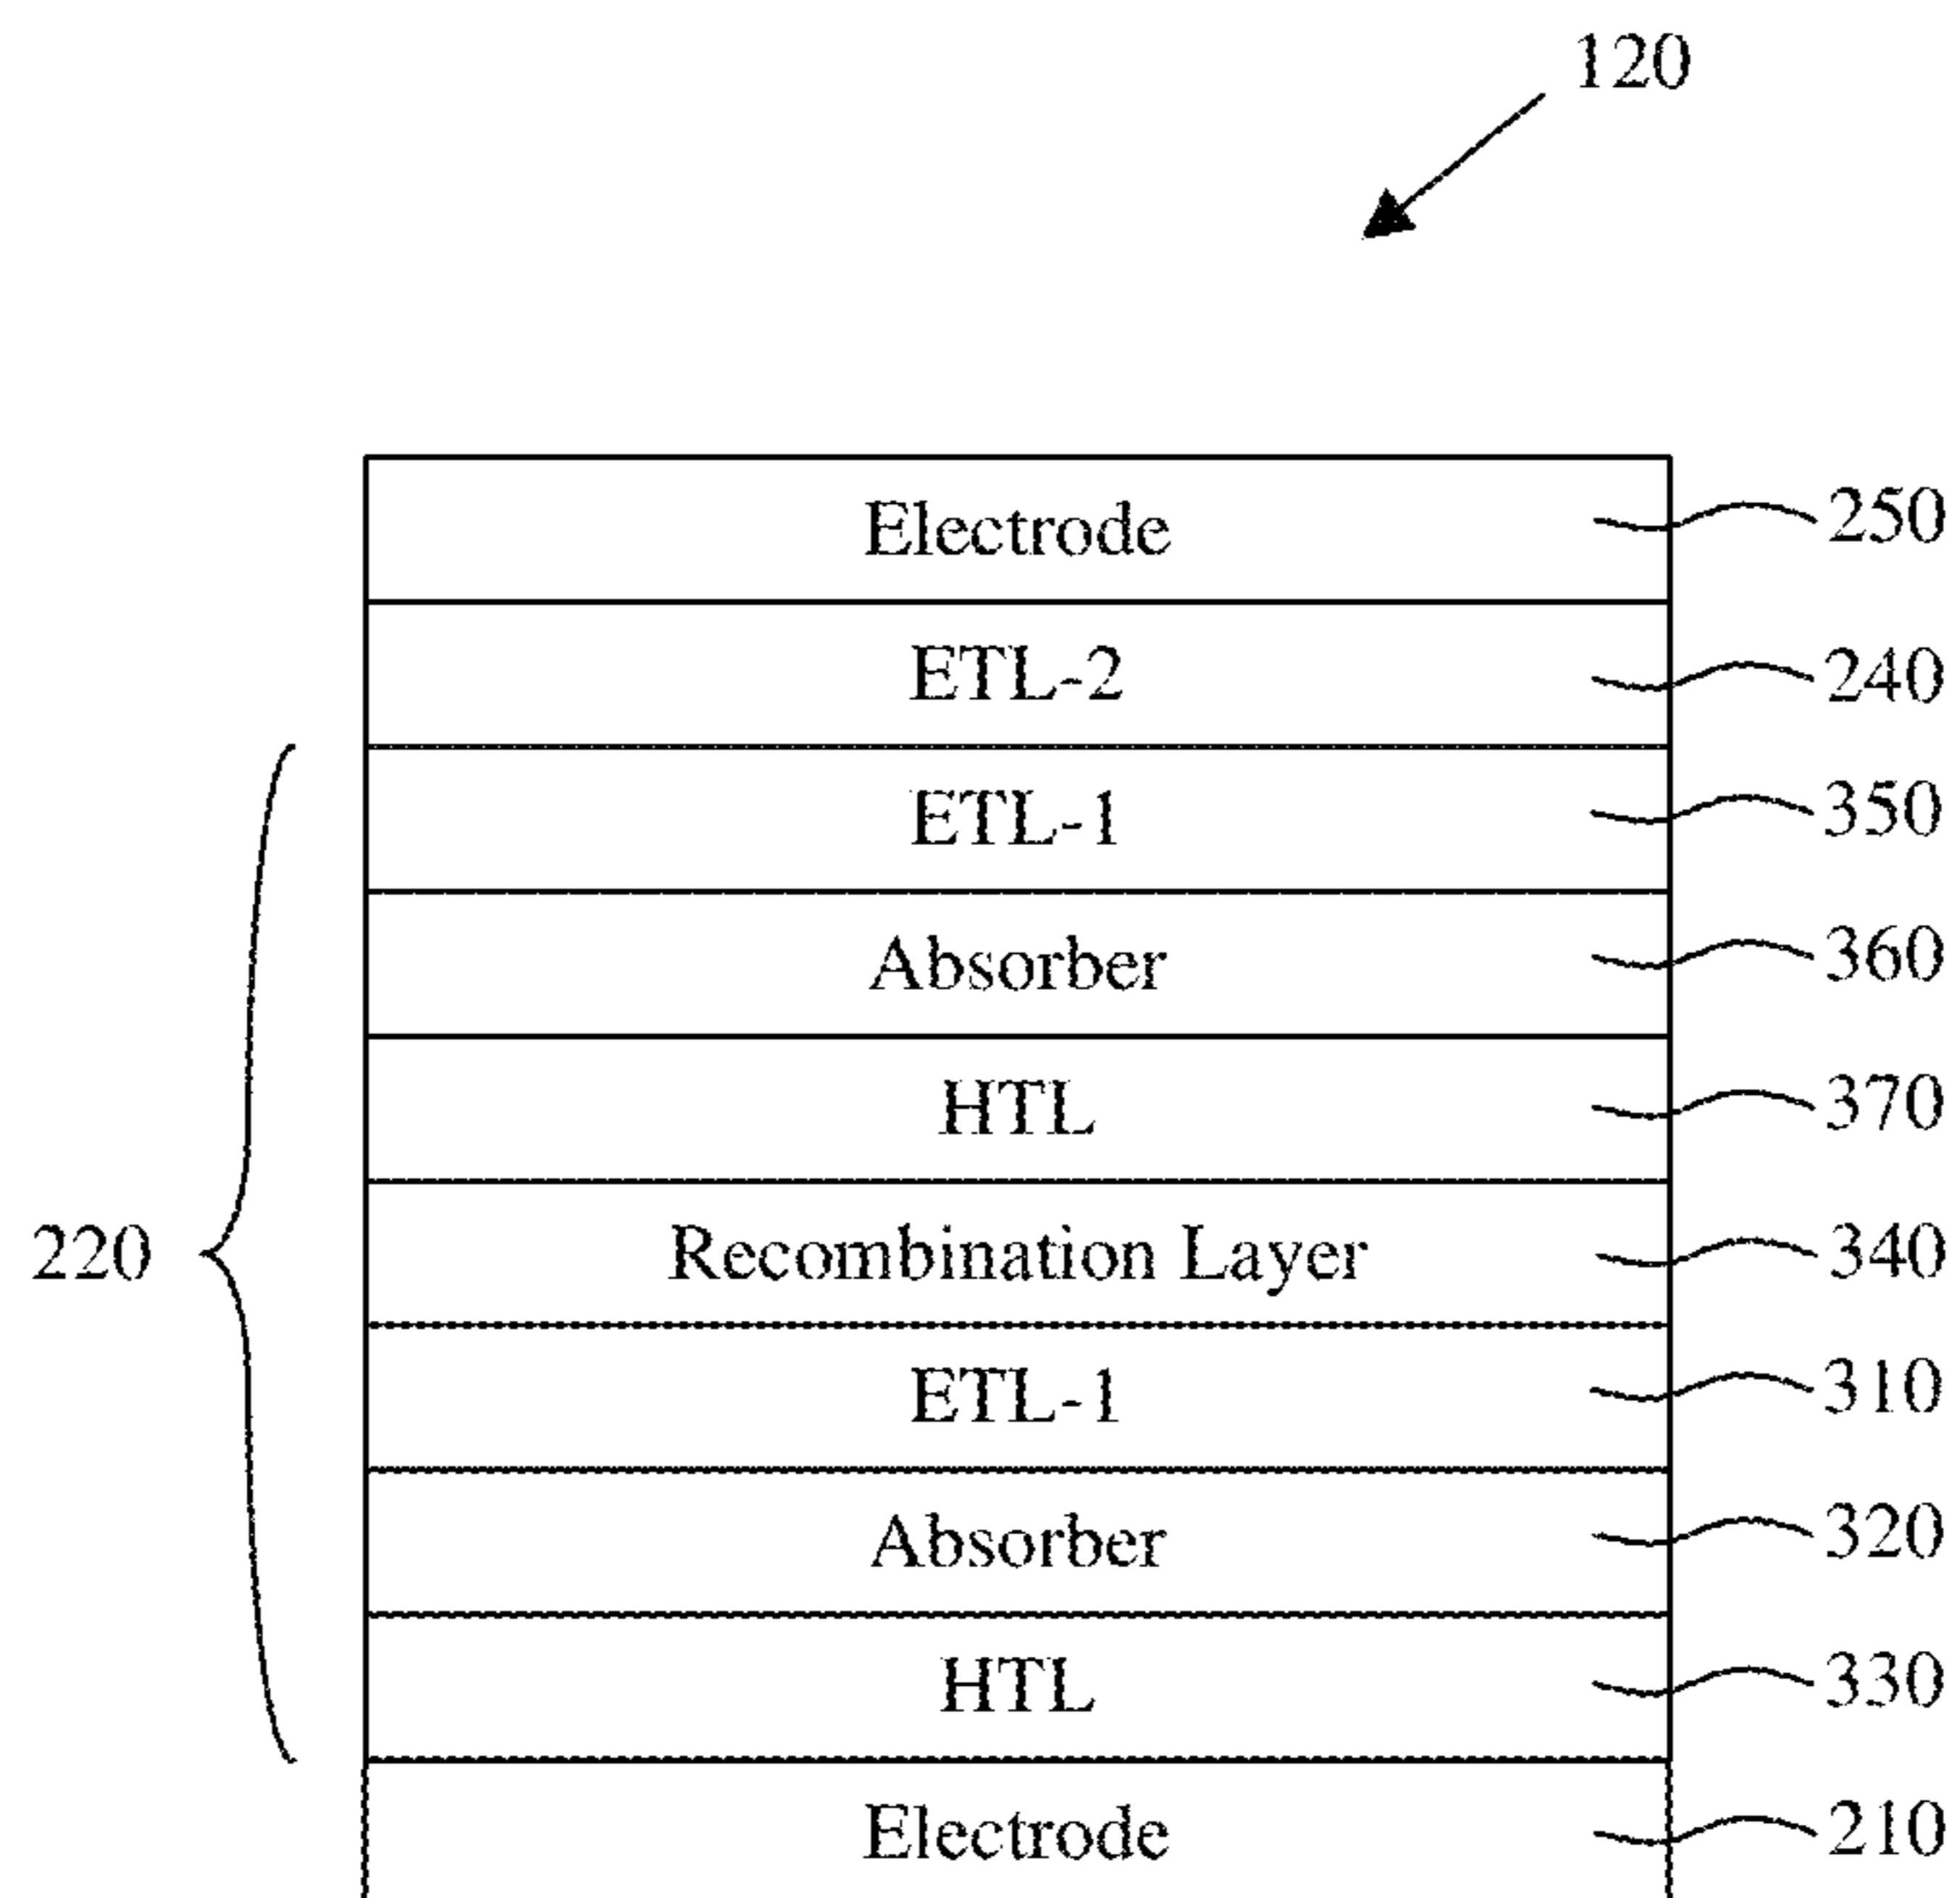 120
Electrode 250
ETL-2 240
ETL-1 350
Absorber 360
HTL 370
220 Recombination Layer 340
ETL-1 310
Absorber 320
HTL 330
Electrode 210